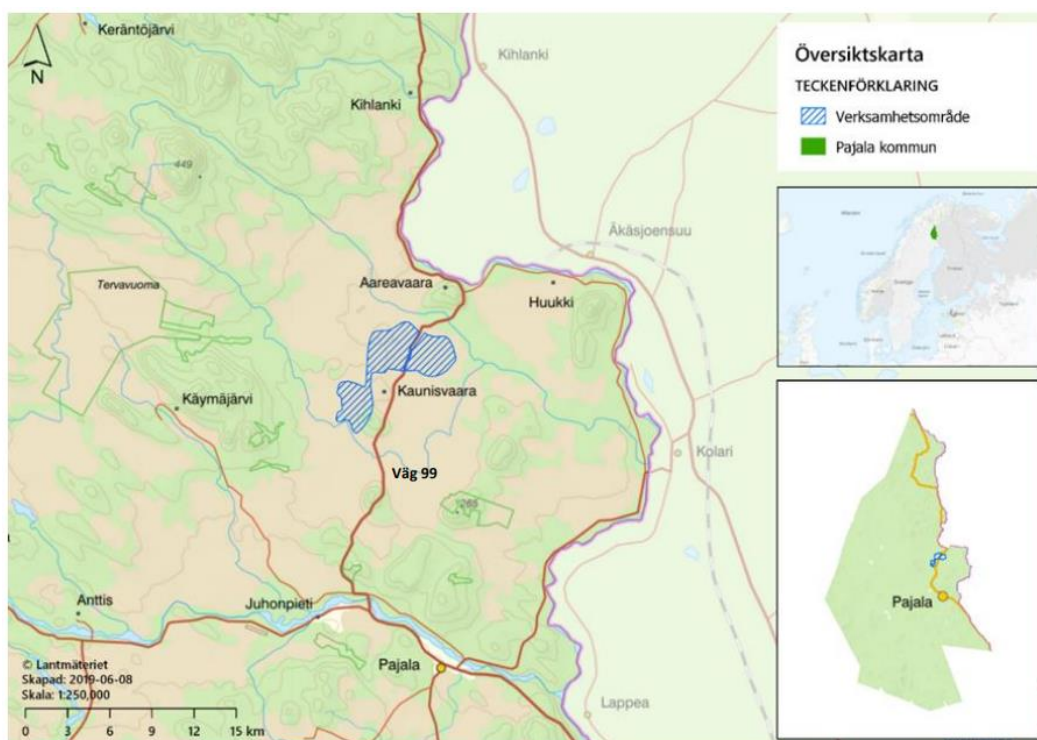 Keräntöjärvi
N
Kihlanki
Kihlanki
449
Äkäsjoensuu
Tervavuoma
Aareavaara
Huukki
Käymäjärvi
Kaunisvaara
Kolari
Väg 99
265
Anttis
Juhonpieti
Pajala
Lappea
© Lantmäteriet
Skapad: 2019-06-08
Skala: 1:250,000
0 3 6 9 12 15 km
Översiktskarta
TECKENFÖRKLARING
Verksamhetsområde
Pajala kommun
Pajala